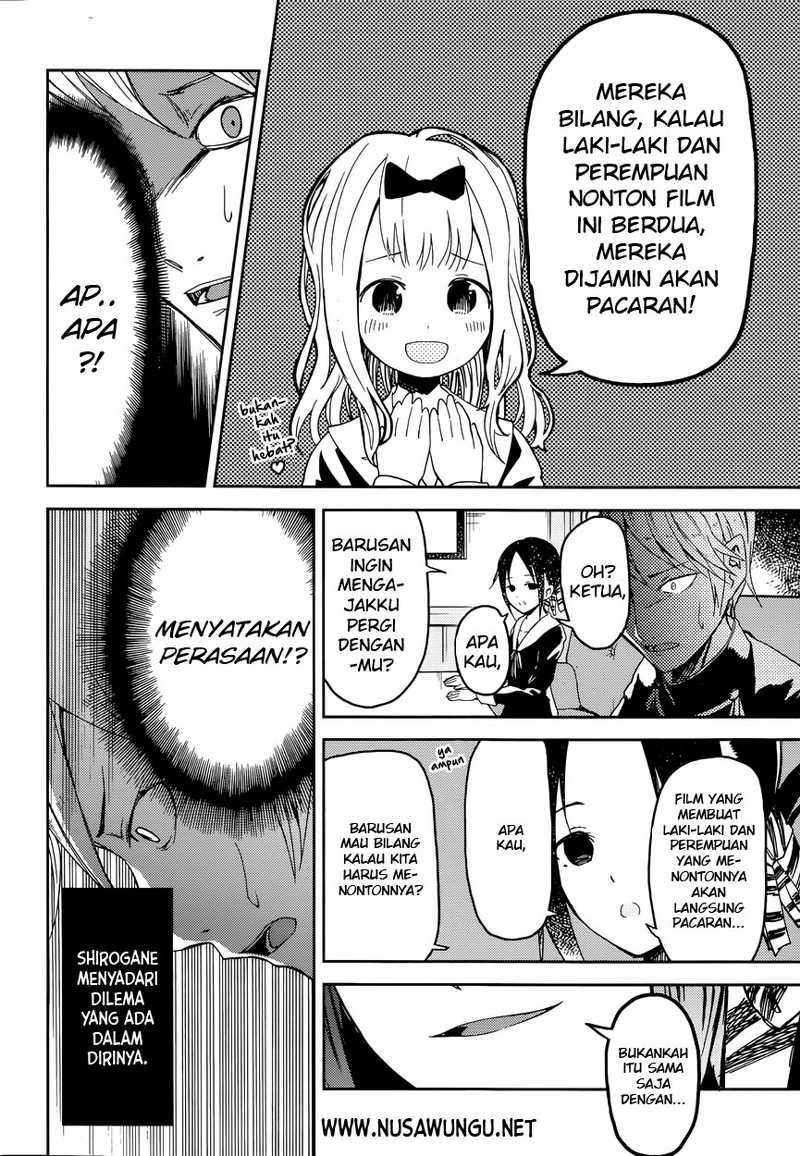 MEREKA
BILANG, KALAU
LAKI-LAKI DAN
PEREMPUAN
NONTON FILM
INI BERDUA,
MEREKA
DIJAMIN AKAN
PACARAN!
bukan-
kah
itu
hebat?
AP..
APA
?!
OH?
KETUA,
APA
KAU,
BARUSAN
INGIN
MENGA-
JAKKU
PERGI
DENGAN
-MU?
FILM YANG
MEMBUAT
LAKI-LAKI DAN
PEREMPUAN
YANG ME-
NONTONNYA
AKAN
LANGSUNG
PACARAN...
APA
KAU,
ya
ampun
BARUSAN
MAU BILANG
KALAU KITA
HARUS ME-
NONTONNYA?
BUKANKAH
ITU SAMA
SAJA
DENGAN...
MENYATAKAN
PERASAAN!?
SHIROGANE
MENYADARI
DILEMA
YANG ADA
DALAM
DIRINYA.
WWW.NUSAWUNGU.NET